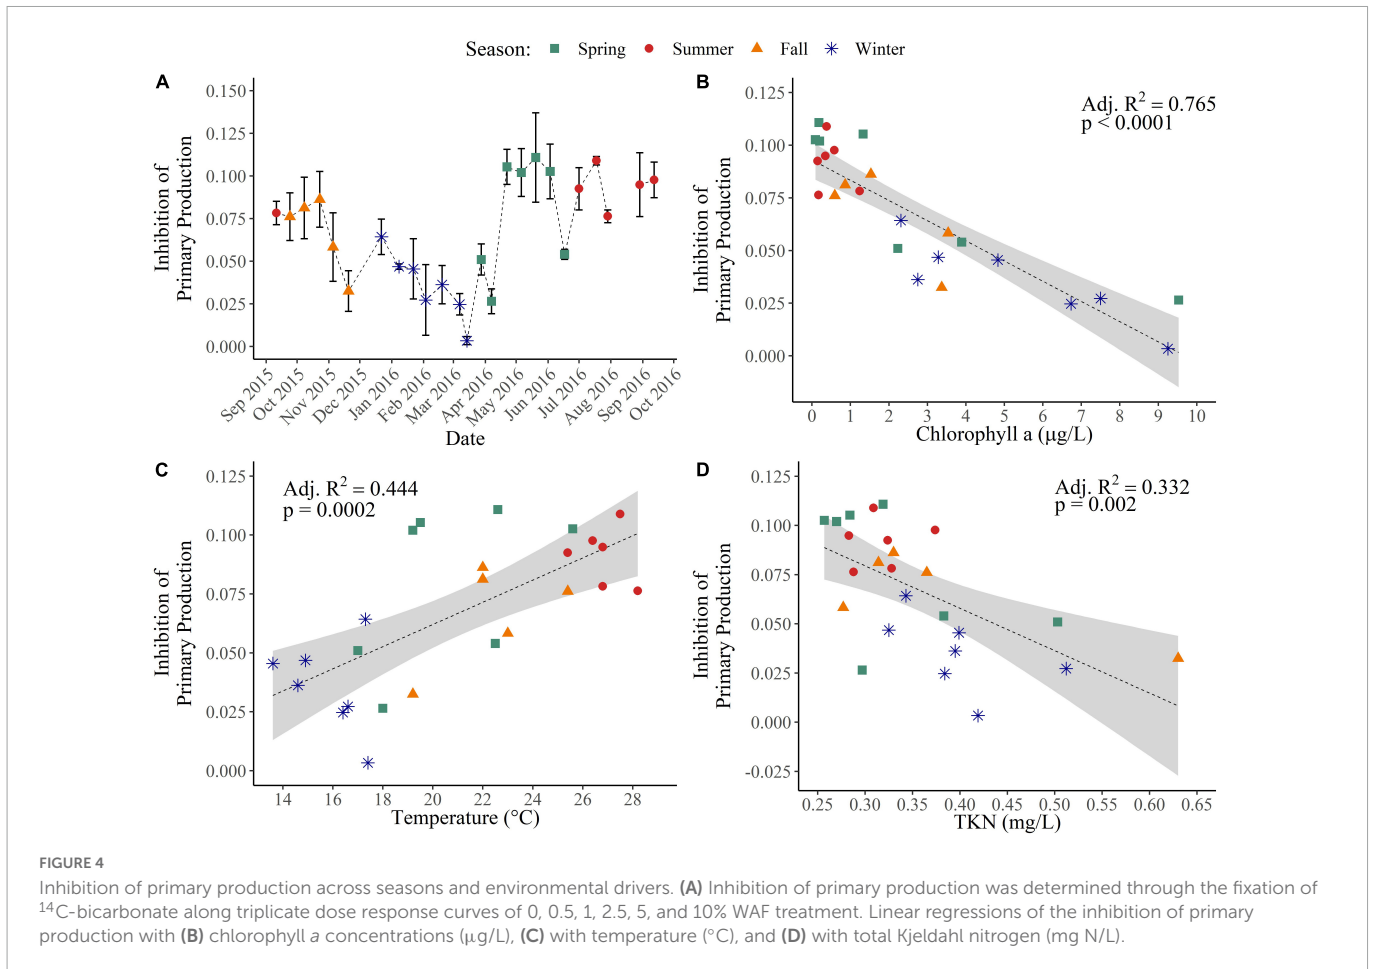 Season: Spring Summer Fall Winter
A
0.150
0.125
0.100
0.075
0.050
0.025
0.000
Inhibition of
Primary Production
Sep 2015
Oct 2015
Nov 2015
Dec 2015
Jan 2016
Feb 2016
Mar 2016
Apr 2016
May 2016
Jun 2016
Jul 2016
Aug 2016
Sep 2016
Oct 2016
Date
B
Adj. R² = 0.765
p < 0.0001
0.125
0.100
0.075
0.050
0.025
0.000
Inhibition of
Primary Production
0 1 2 3 4 5 6 7 8 9 10
Chlorophyll a (µg/L)
C
Adj. R² = 0.444
p = 0.0002
0.125
0.100
0.075
0.050
0.025
0.000
Inhibition of
Primary Production
14 16 18 20 22 24 26 28
Temperature (°C)
D
Adj. R² = 0.332
p = 0.002
0.125
0.100
0.075
0.050
0.025
0.000
-0.025
Inhibition of
Primary Production
0.25 0.30 0.35 0.40 0.45 0.50 0.55 0.60 0.65
TKN (mg/L)
FIGURE 4
Inhibition of primary production across seasons and environmental drivers. (A) Inhibition of primary production was determined through the fixation of
¹⁴C-bicarbonate along triplicate dose response curves of 0, 0.5, 1, 2.5, 5, and 10% WAF treatment. Linear regressions of the inhibition of primary
production with (B) chlorophyll a concentrations (µg/L), (C) with temperature (°C), and (D) with total Kjeldahl nitrogen (mg N/L).